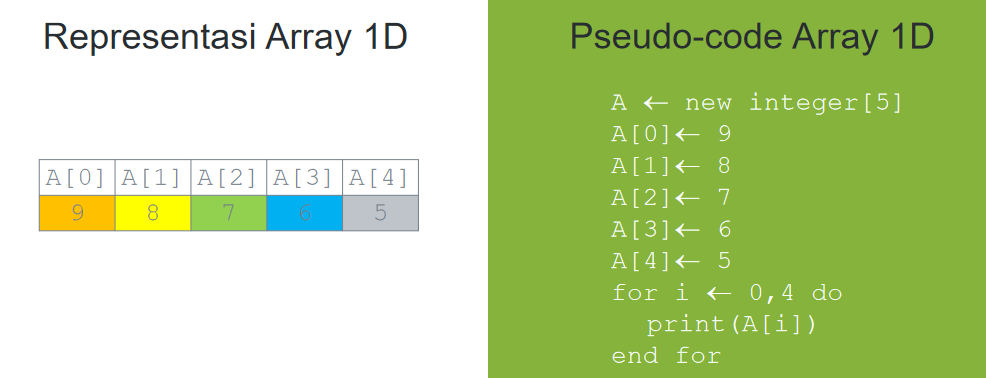 Representasi Array 1D
A[0] A[1] A[2] A[3] A[4]
9 8 7 6 5
Pseudo-code Array 1D
A ← new integer[5]
A[0]← 9
A[1]← 8
A[2]← 7
A[3]← 6
A[4]← 5
for i ← 0,4 do
print(A[i])
end for